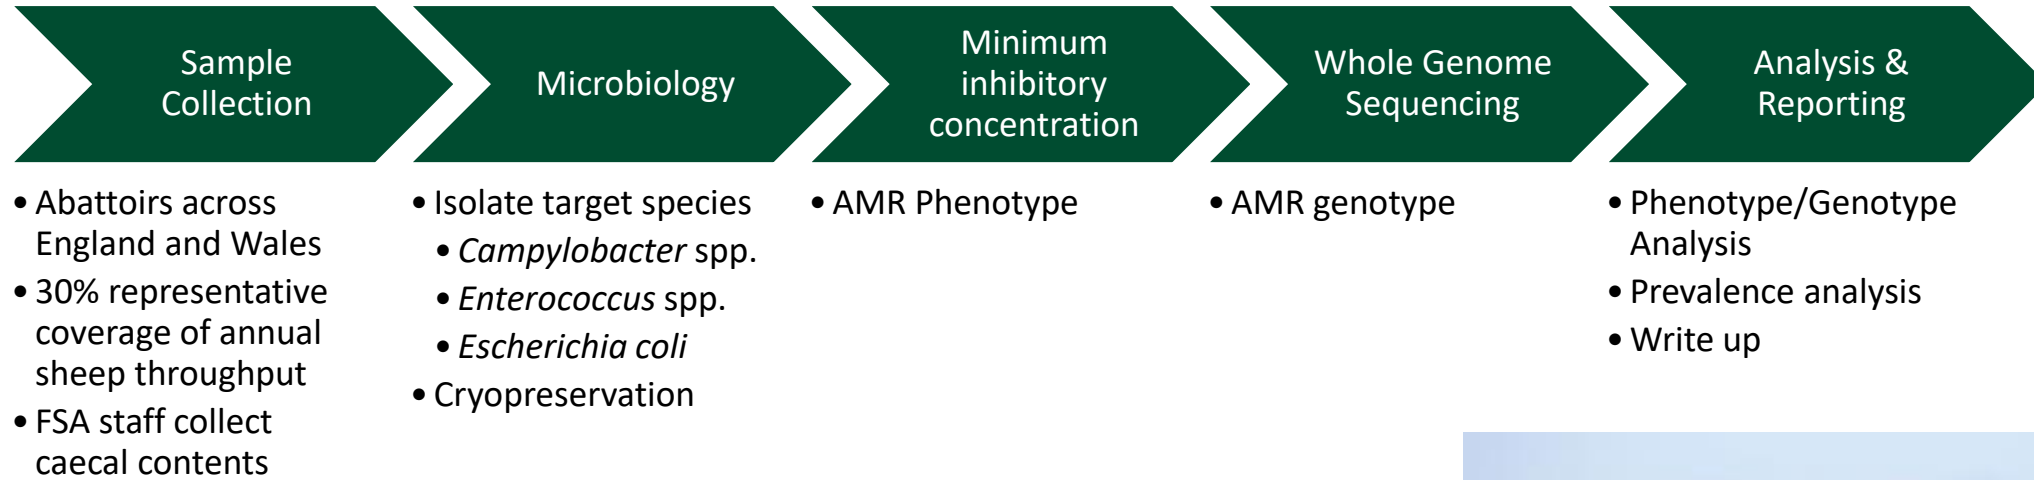 Sample
Collection
Microbiology
Minimum
inhibitory
concentration
Whole Genome
Sequencing
Analysis &
Reporting
• Abattoirs across
England and Wales
• 30% representative
coverage of annual
sheep throughput
• FSA staff collect
caecal contents
• Isolate target species
• Campylobacter spp.
• Enterococcus spp.
• Escherichia coli
• Cryopreservation
• AMR Phenotype
• AMR genotype
• Phenotype/Genotype
Analysis
• Prevalence analysis
• Write up